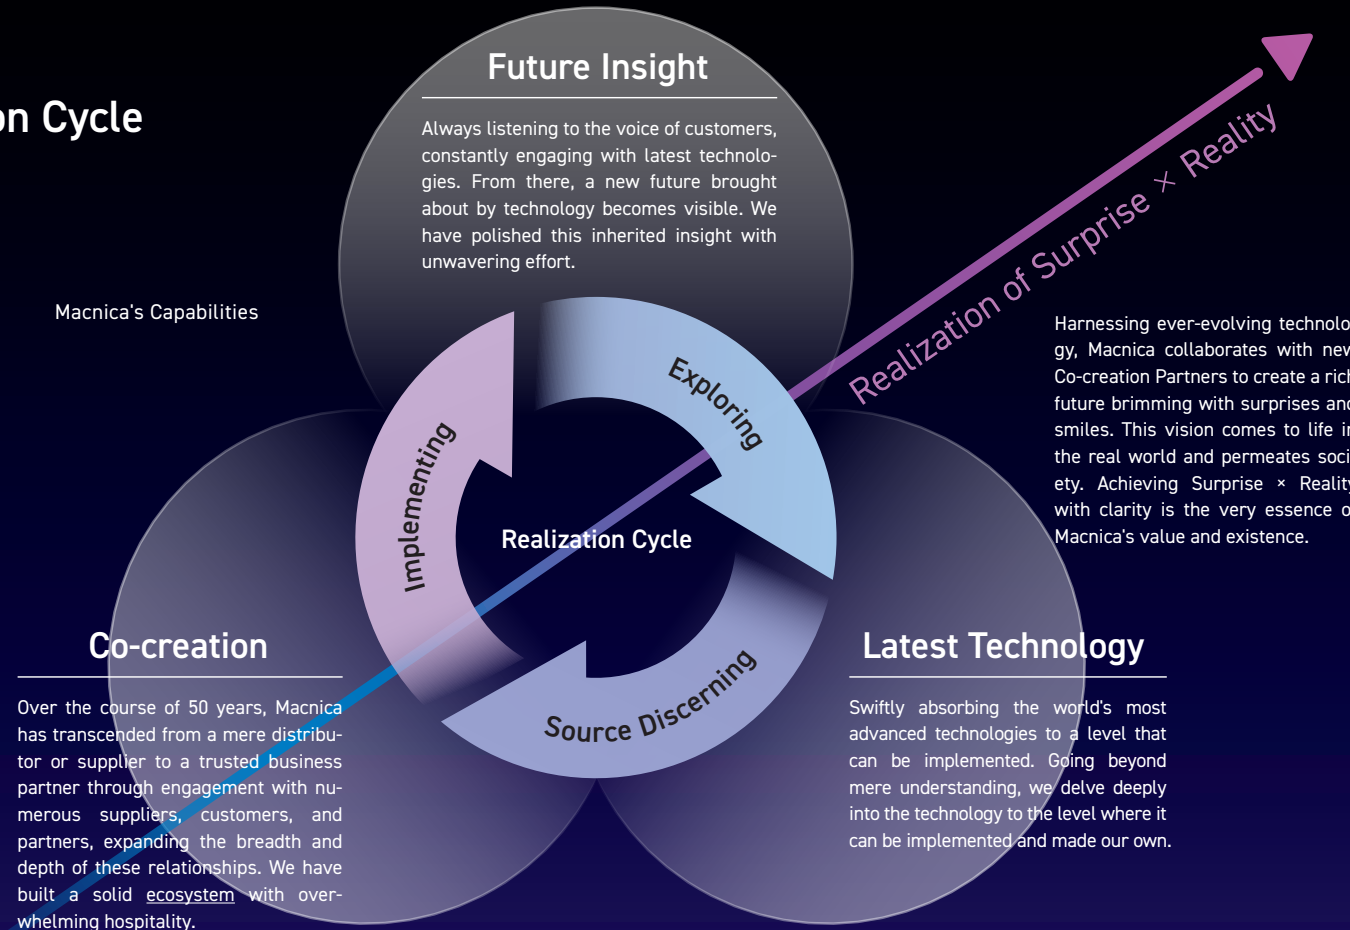 on Cycle
Future Insight
Always listening to the voice of customers,
constantly engaging with latest technolo-
gies. From there, a new future brought
about by technology becomes visible. We
have polished this inherited insight with
unwavering effort.
Realization of Surprise × Reality
Macnica's Capabilities
Harnessing ever-evolving technolo
gy, Macnica collaborates with new
Co-creation Partners to create a rich
future brimming with surprises and
smiles. This vision comes to life in
the real world and permeates soci
ety. Achieving Surprise × Reality
with clarity is the very essence o
Macnica's value and existence.
Exploring
Implementing
Realization Cycle
Source Discerning
Co-creation
Over the course of 50 years, Macnica
has transcended from a mere distribu-
tor or supplier to a trusted business
partner through engagement with nu-
merous suppliers, customers, and
partners, expanding the breadth and
depth of these relationships. We have
built a solid ecosystem with over-
whelming hospitality.
Latest Technology
Swiftly absorbing the world's most
advanced technologies to a level that
can be implemented. Going beyond
mere understanding, we delve deeply
into the technology to the level where it
can be implemented and made our own.